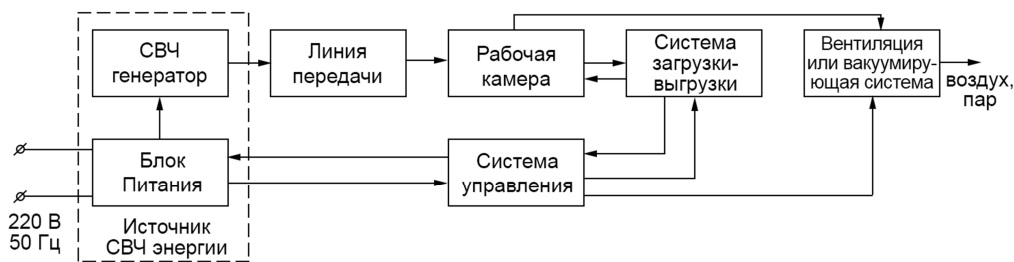 СВЧ
генератор
Линия
передачи
Рабочая
камера
Система
загрузки-
выгрузки
Вентиляция
или вакуумиру-
ющая система
воздух,
пар
Блок
Питания
Система
управления
220 В
50 Гц
Источник
СВЧ энергии